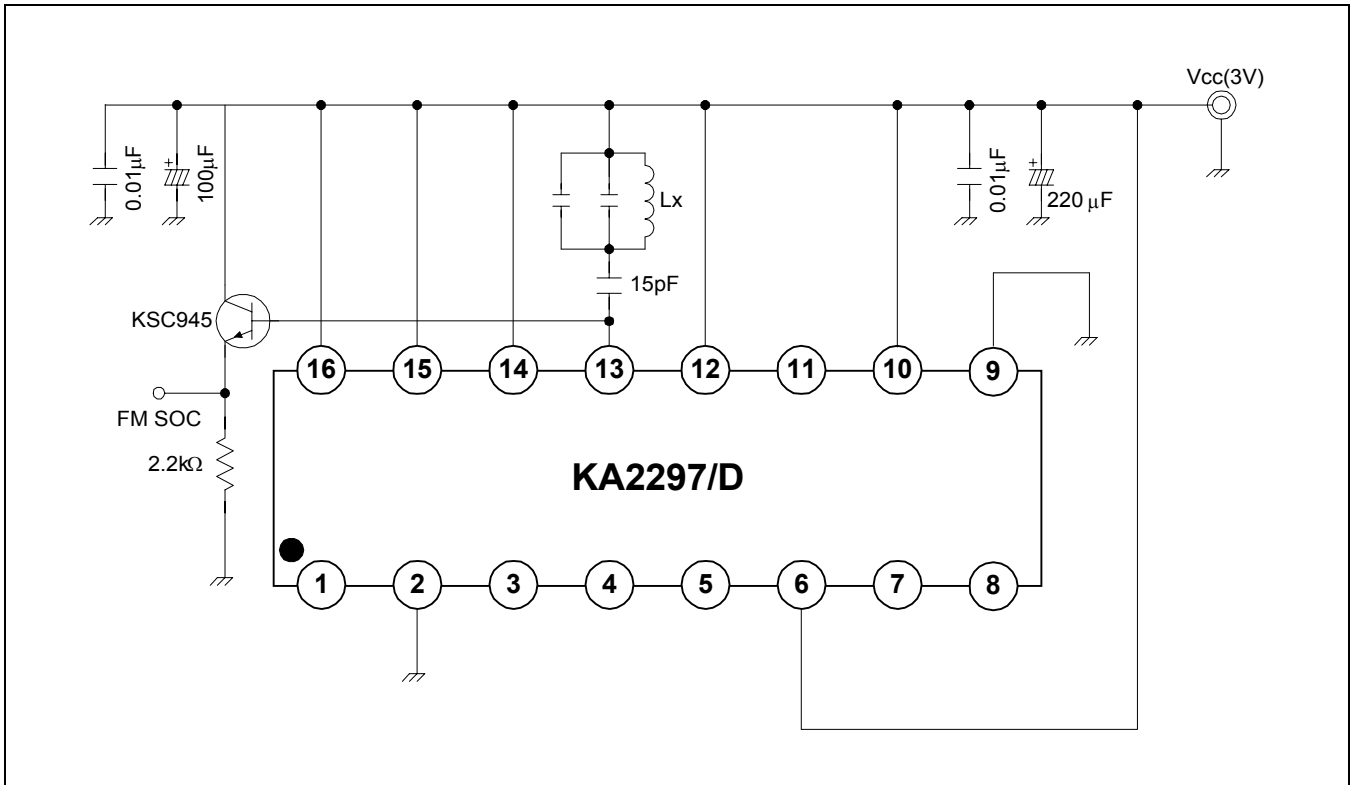 Vcc(3V)
0.01µF
100µF
Lx
0.01µF
220 µF
15pF
KSC945
16 15 14 13 12 11 10 9
FM SOC
2.2kΩ
KA2297/D
1 2 3 4 5 6 7 8